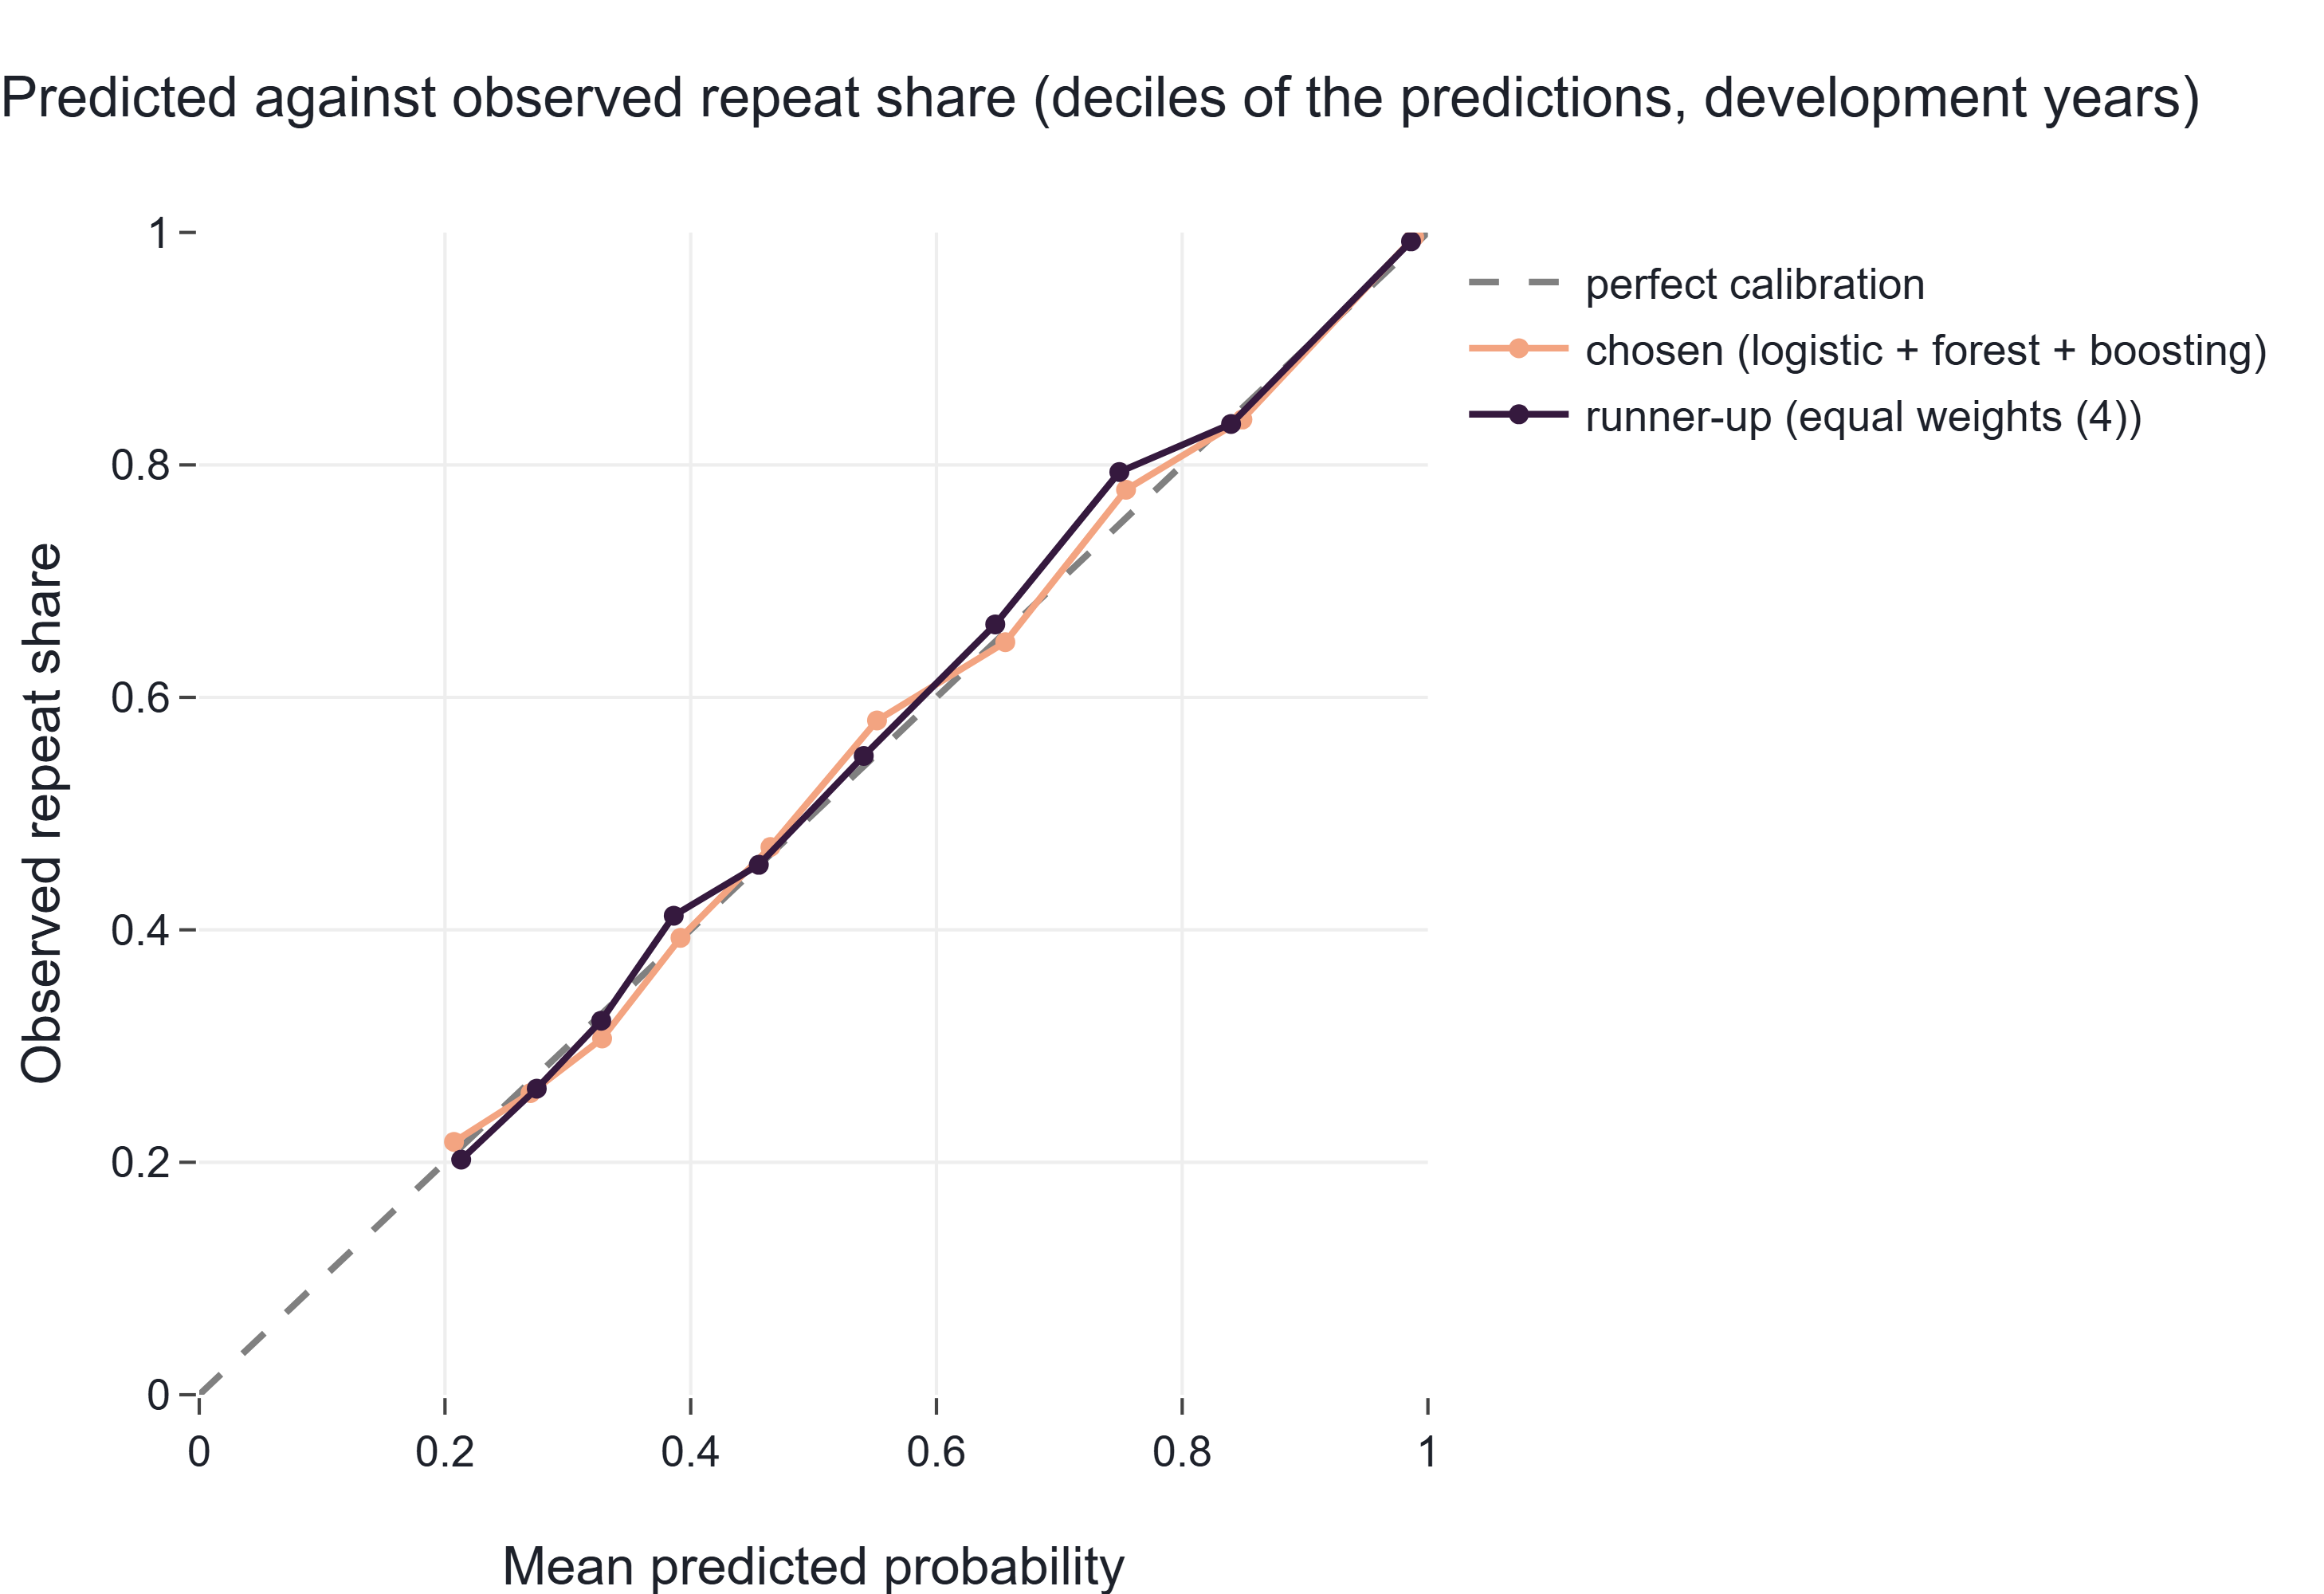 Predicted against observed repeat share (deciles of the predictions, development years)
perfect calibration
chosen (logistic + forest + boosting)
runner-up (equal weights (4))
Observed repeat share
1
0.8
0.6
0.4
0.2
0
0
0.2
0.4
0.6
0.8
1
Mean predicted probability